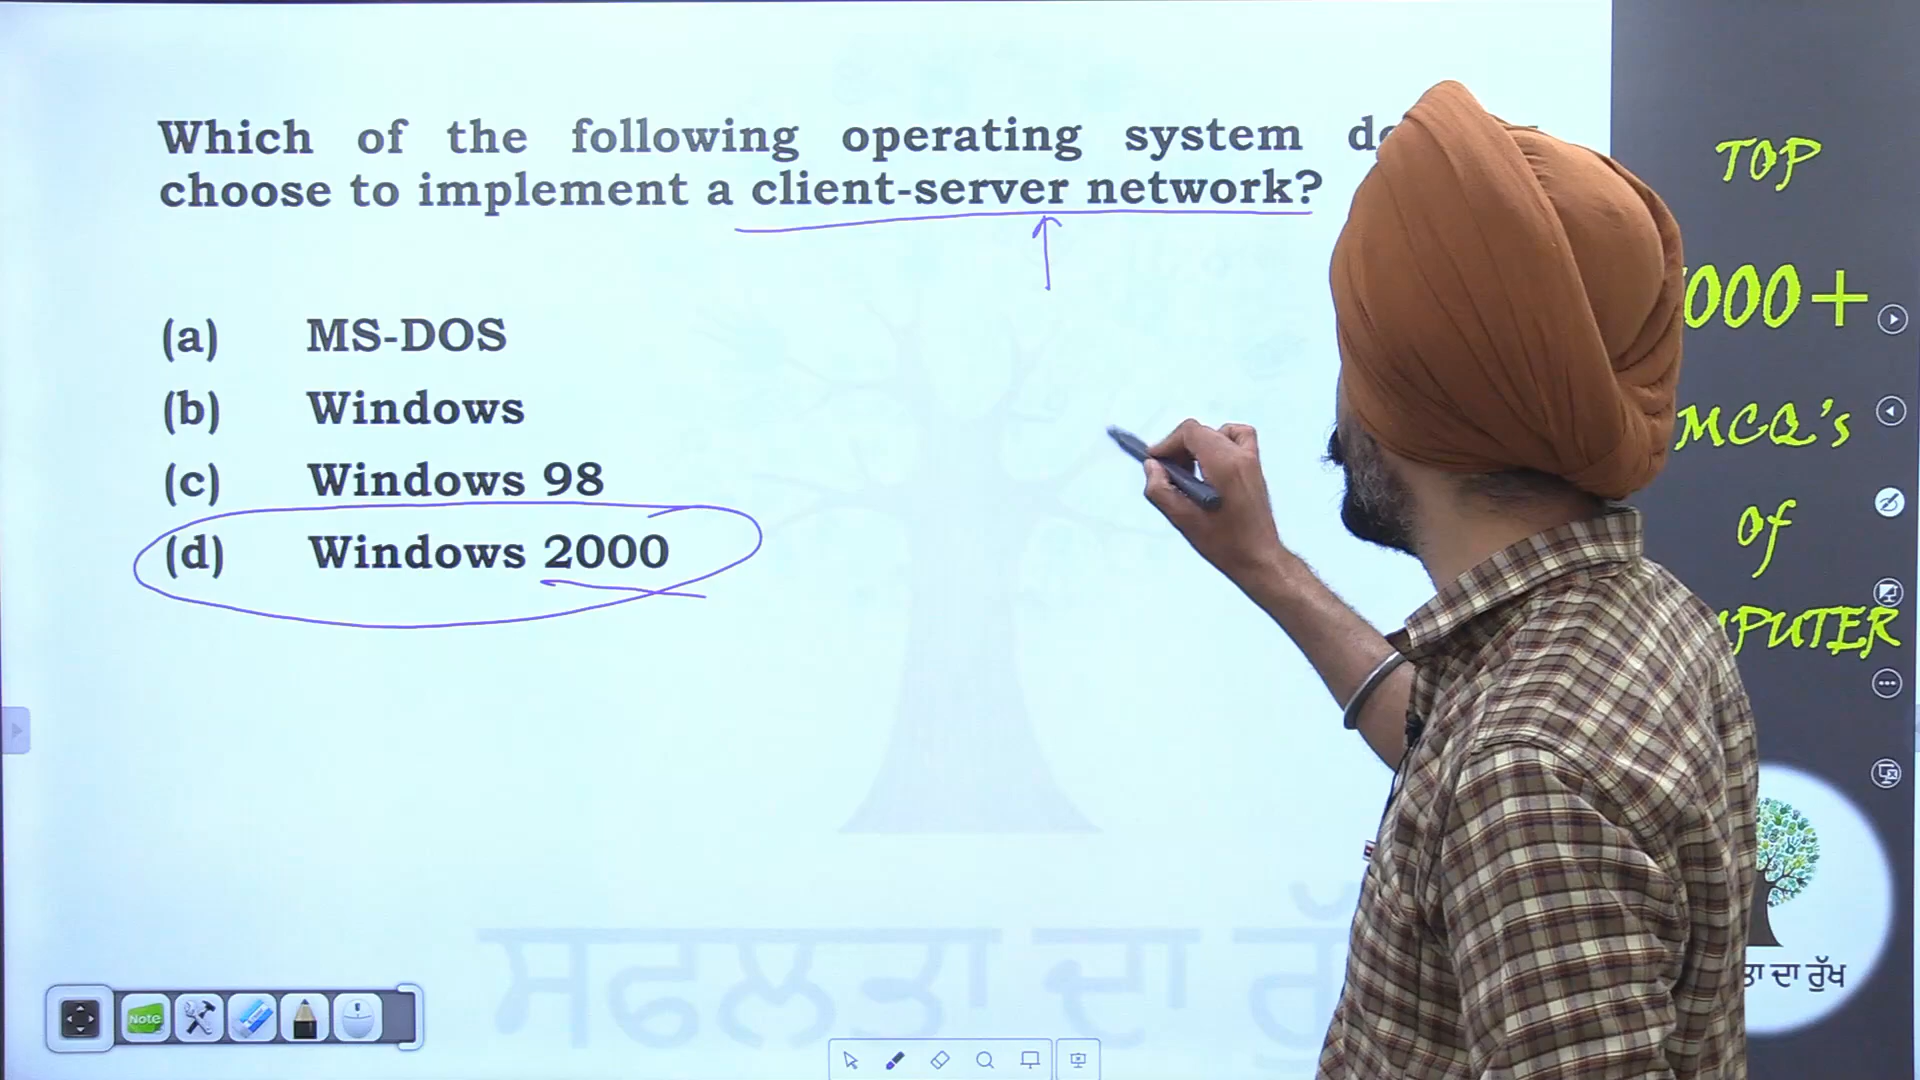 Which of the following operating system
choose to implement a client-server network?
(a) MS-DOS
(b) Windows
(c) Windows 98
(d) Windows 2000
TOP
000+
MCQ's
Of
PUTER
ਸਫਲਤਾ ਦਾ
ਦਾ ਰੁੱਖ
Note